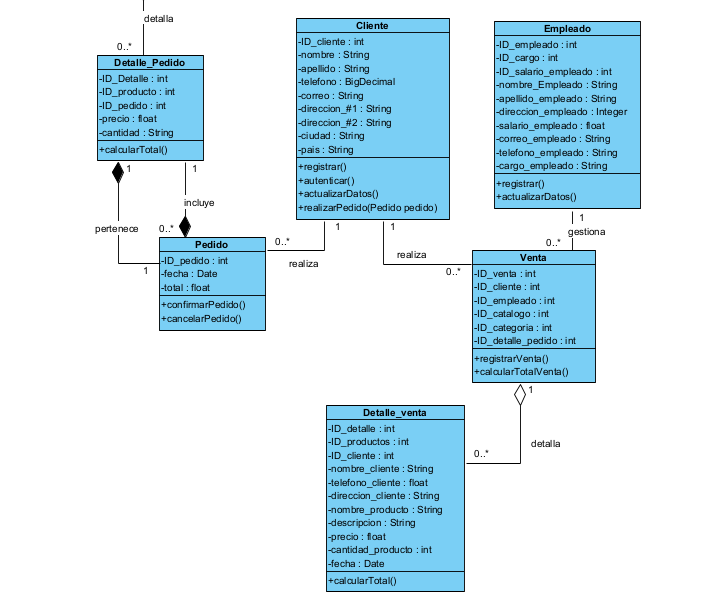 detalla
0..*
Detalle_Pedido
-ID_Detalle : int
-ID_producto : int
-ID_pedido : int
-precio : float
-cantidad : String
+calcularTotal()
1
1
pertenece
incluye
0..*
1
Pedido
-ID_pedido : int
-fecha : Date
-total : float
+confirmarPedido()
+cancelarPedido()
Cliente
-ID_cliente : int
-nombre : String
-apellido : String
-telefono : BigDecimal
-correo : String
-direccion_#1 : String
-direccion_#2 : String
-ciudad : String
-pais : String
+registrar()
+autenticar()
+actualizarDatos()
+realizarPedido(Pedido pedido)
0..*
1
realiza
1
realiza
0..*
Empleado
-ID_empleado : int
-ID_cargo : int
-ID_salario_empleado : int
-nombre_Empleado : String
-apellido_empleado : String
-direccion_empleado : Integer
-salario_empleado : float
-correo_empleado : String
-telefono_empleado : String
-cargo_empleado : String
+registrar()
+actualizarDatos()
1
gestiona
0..*
Venta
-ID_venta : int
-ID_cliente : int
-ID_empleado : int
-ID_catalogo : int
-ID_categoria : int
-ID_detalle_pedido : int
+registrarVenta()
+calcularTotalVenta()
1
detalla
0..*
Detalle_venta
-ID_detalle : int
-ID_productos : int
-ID_cliente : int
-nombre_cliente : String
-telefono_cliente : float
-direccion_cliente : String
-nombre_producto : String
-descripcion : String
-precio : float
-cantidad_producto : int
-fecha : Date
+calcularTotal()